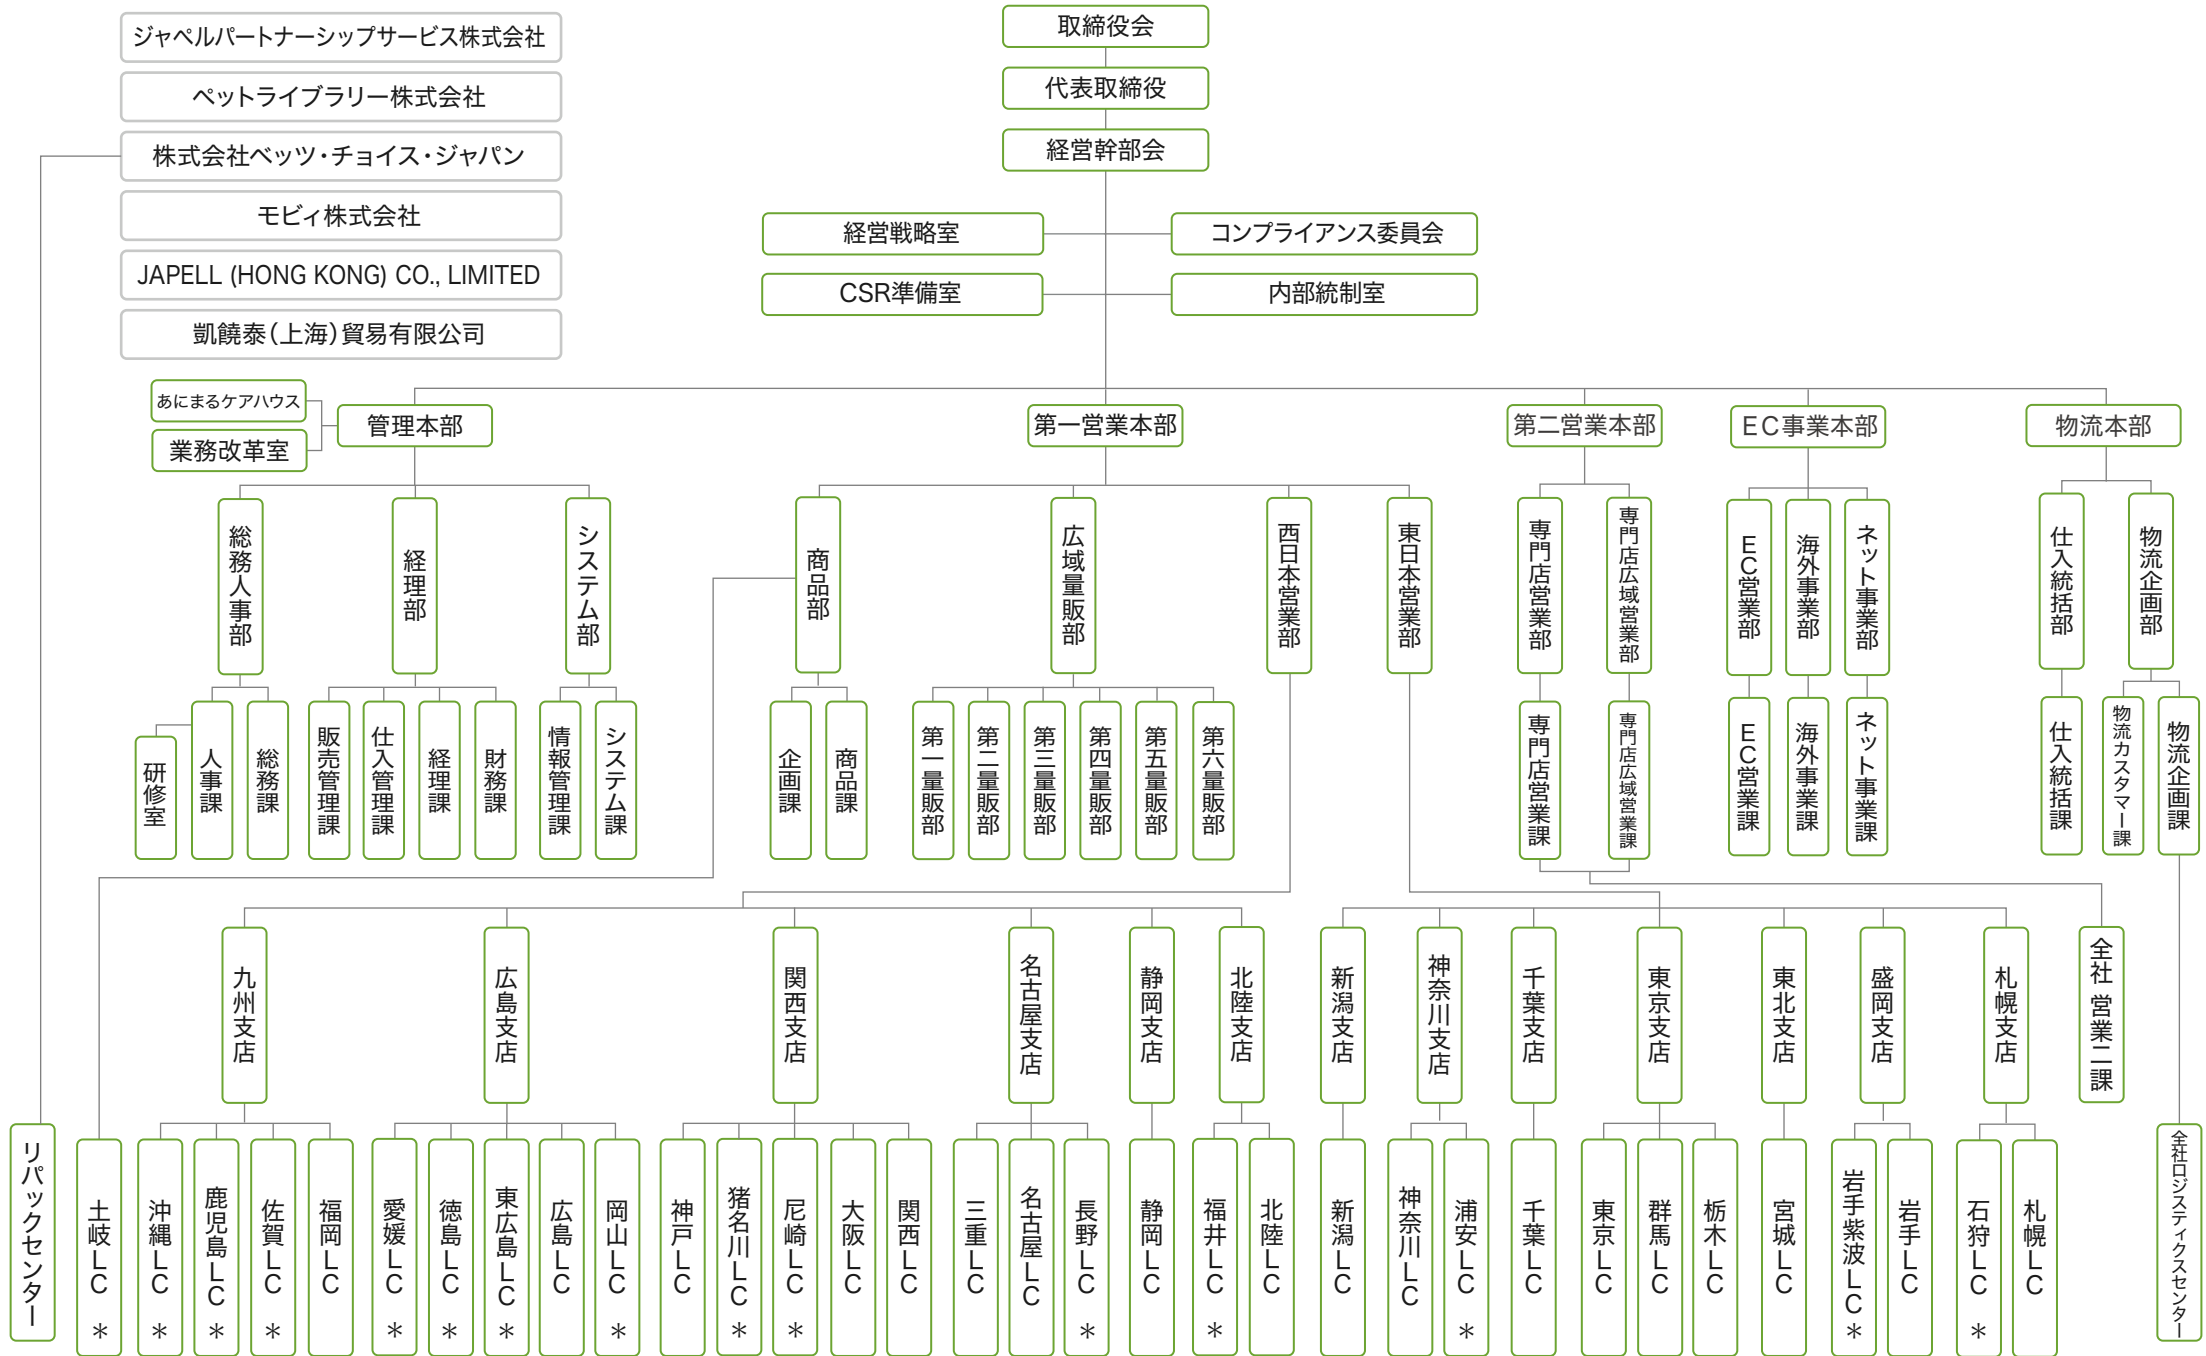 ジャペルパートナーシップサービス株式会社
ペットライブラリー株式会社
株式会社ベッツ・チョイス・ジャパン
モビィ株式会社
JAPELL (HONG KONG) CO., LIMITED
凱饒泰（上海）貿易有限公司
取締役会
代表取締役
経営幹部会
経営戦略室
コンプライアンス委員会
CSR準備室
内部統制室
あにまるケアハウス
業務改革室
管理本部
第一営業本部
第二営業本部
EC事業本部
物流本部
総務人事部
経理部
システム部
商品部
広域量販部
西日本営業部
東日本営業部
専門店営業部
専門店広域営業部
EC営業部
海外事業部
ネット事業部
仕入統括部
物流企画部
研修室
人事課
総務課
販売管理課
仕入管理課
経理課
財務課
情報管理課
システム課
企画課
商品課
第一量販部
第二量販部
第三量販部
第四量販部
第五量販部
第六量販部
専門店営業課
専門店広域営業課
EC営業課
海外事業課
ネット事業課
仕入統括課
物流カスタマー課
物流企画課
九州支店
広島支店
関西支店
名古屋支店
静岡支店
北陸支店
新潟支店
神奈川支店
千葉支店
東京支店
東北支店
盛岡支店
札幌支店
全社 営業二課
リパックセンター
土岐LC ＊
沖縄LC ＊
鹿児島LC ＊
佐賀LC ＊
福岡LC
愛媛LC ＊
徳島LC ＊
東広島LC ＊
広島LC
岡山LC ＊
神戸LC
猪名川LC ＊
尼崎LC ＊
大阪LC
関西LC
三重LC
名古屋LC
長野LC ＊
静岡LC
福井LC ＊
北陸LC
新潟LC
神奈川LC
浦安LC ＊
千葉LC
東京LC
群馬LC
栃木LC
宮城LC
岩手紫波LC ＊
岩手LC
石狩LC ＊
札幌LC
全社ロジスティクスセンター